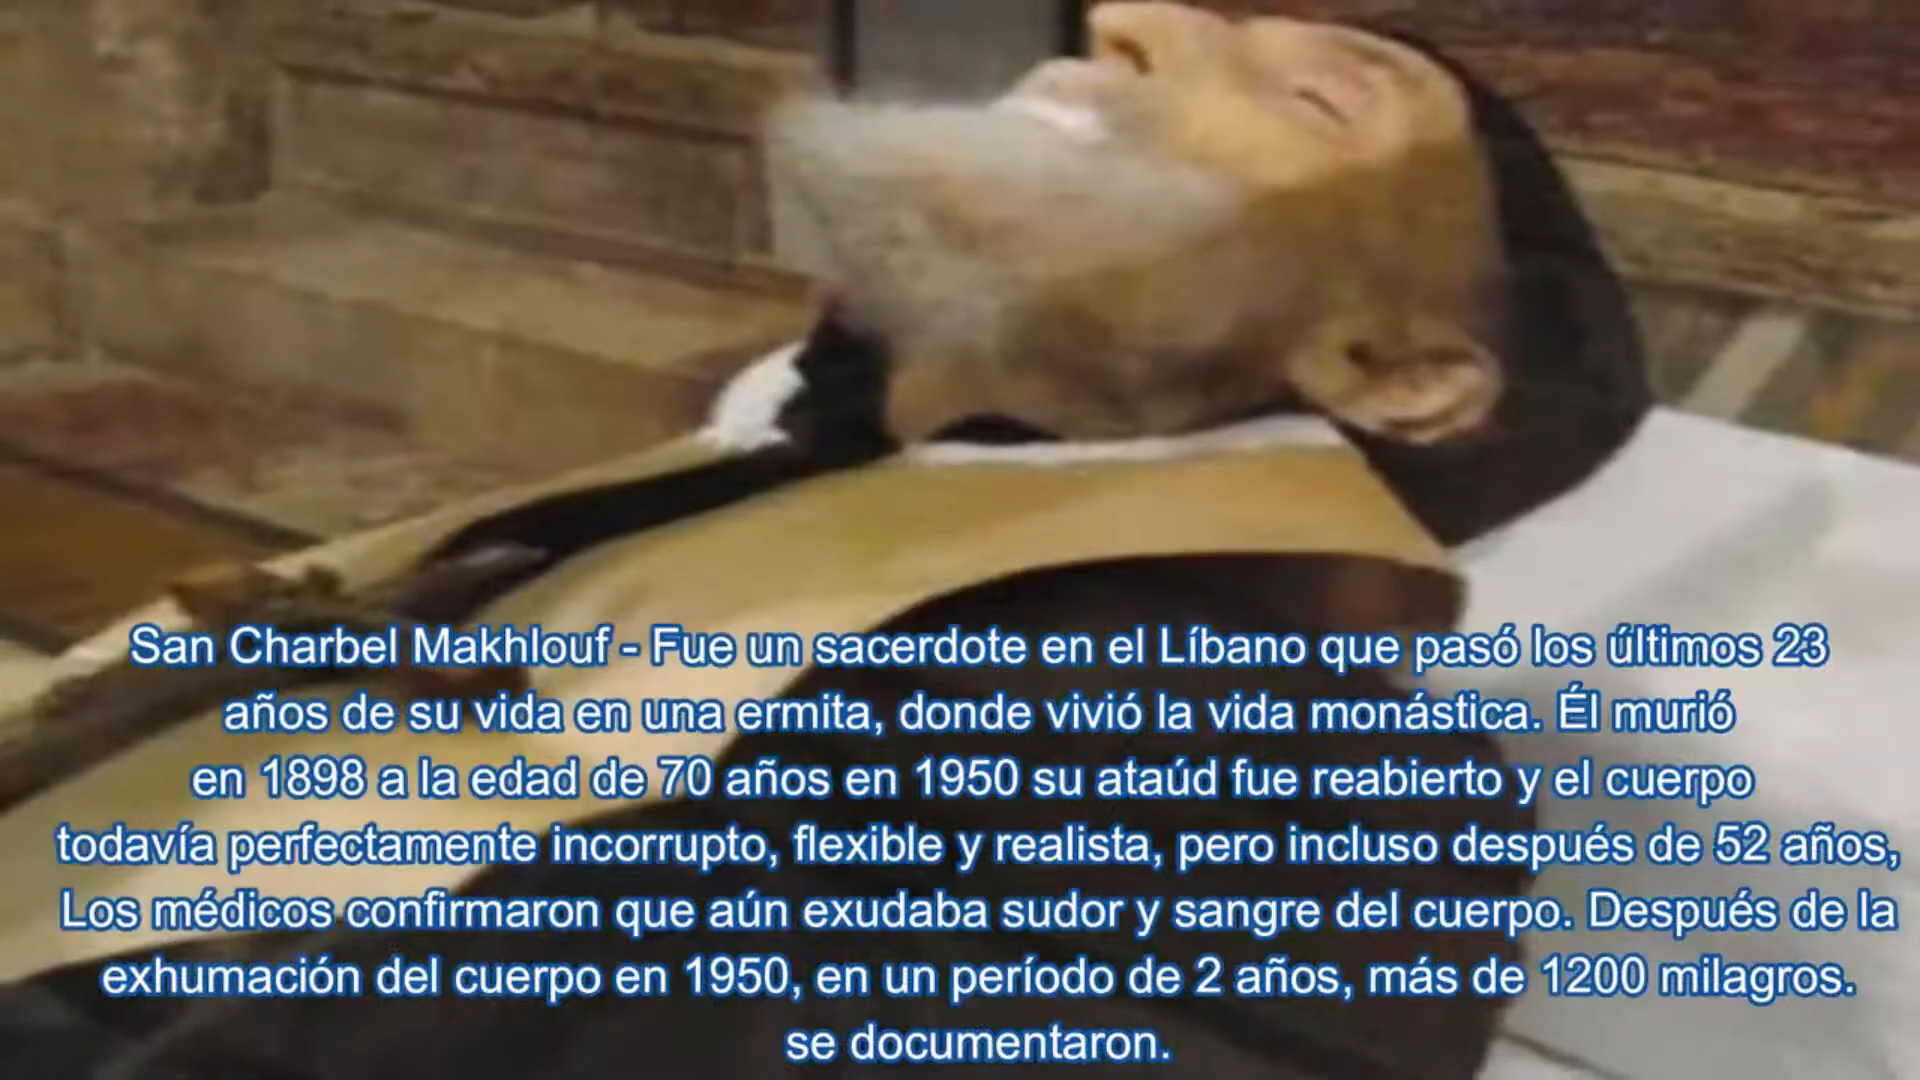 San Charbel Makhlouf - Fue un sacerdote en el Líbano que pasó los últimos 23
años de su vida en una ermita, donde vivió la vida monástica. Él murió
en 1898 a la edad de 70 años en 1950 su ataúd fue reabierto y el cuerpo
todavía perfectamente incorrupto, flexible y realista, pero incluso después de 52 años,
Los médicos confirmaron que aún exudaba sudor y sangre del cuerpo. Después de la
exhumación del cuerpo en 1950, en un período de 2 años, más de 1200 milagros.
se documentaron.